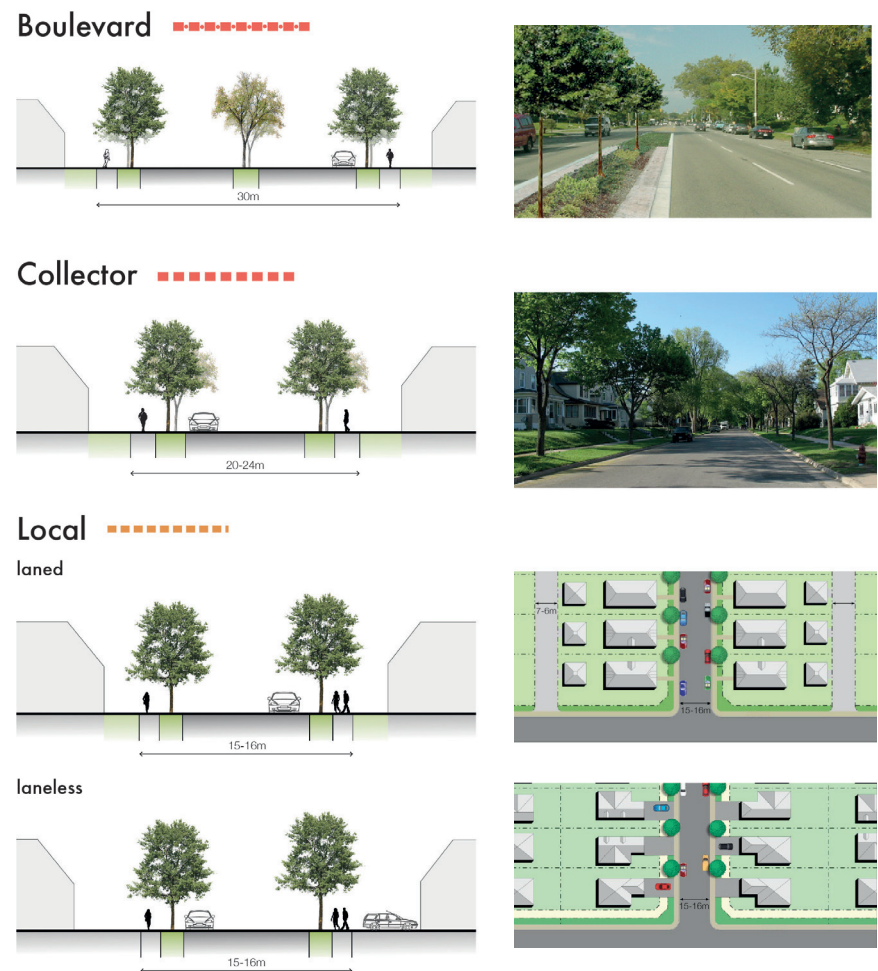 Boulevard
30m
Collector
20-24m
Local
laned
15-16m
7-6m
15-16m
laneless
15-16m
15-16m